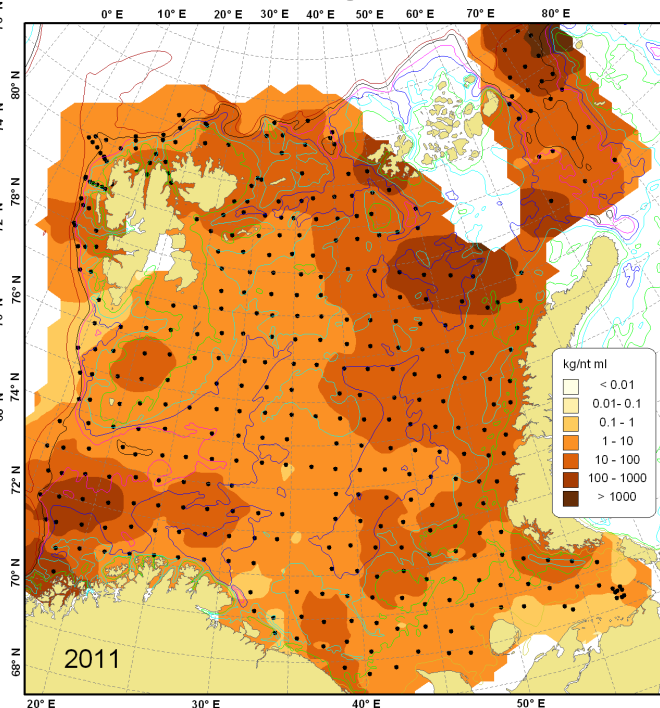 0° E 10° E 20° E 30° E 40° E 50° E 60° E 70° E 80° E
80° N
74° N
78° N
72° N
76° N
74° N
72° N
70° N
68° N
kg/nt ml
< 0.01
0.01- 0.1
0.1 - 1
1 - 10
10 - 100
100 - 1000
> 1000
2011
20° E 30° E 40° E 50° E